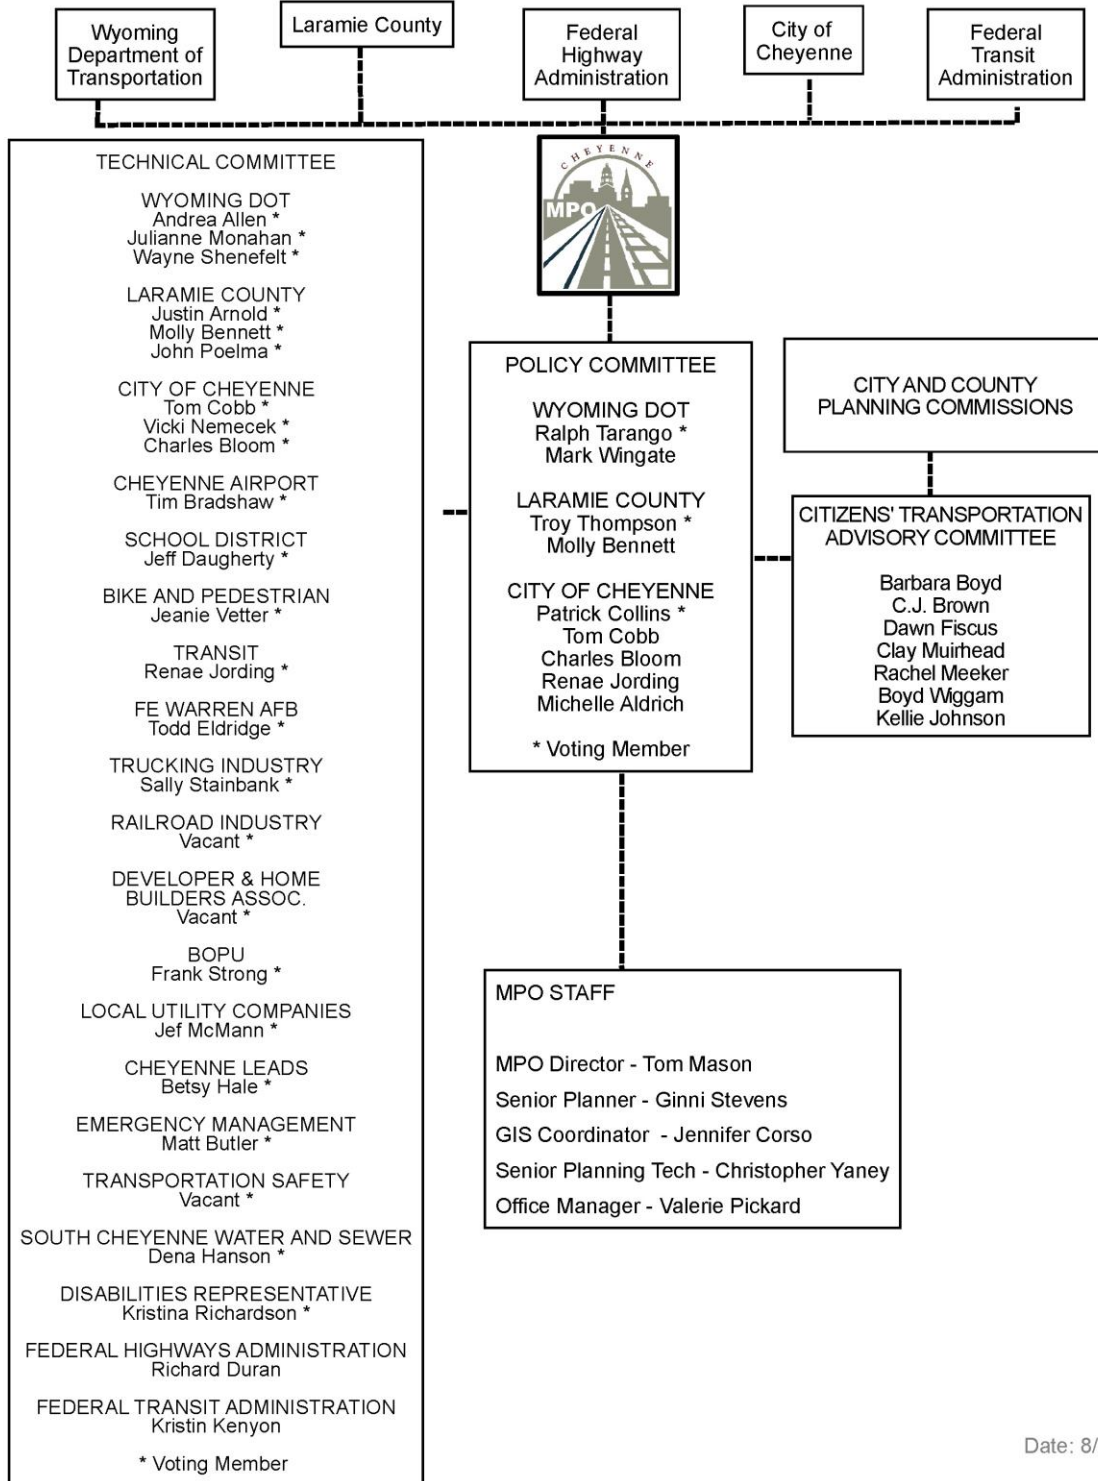 Wyoming
Department of
Transportation
Laramie County
Federal
Highway
Administration
City of
Cheyenne
Federal
Transit
Administration
CHEYENNE
MPO
TECHNICAL COMMITTEE
WYOMING DOT
Andrea Allen *
Julianne Monahan *
Wayne Shenefelt *
LARAMIE COUNTY
Justin Arnold *
Molly Bennett *
John Poelma *
CITY OF CHEYENNE
Tom Cobb *
Vicki Nemecek *
Charles Bloom *
CHEYENNE AIRPORT
Tim Bradshaw *
SCHOOL DISTRICT
Jeff Daugherty *
BIKE AND PEDESTRIAN
Jeanie Vetter *
TRANSIT
Renae Jording *
FE WARREN AFB
Todd Eldridge *
TRUCKING INDUSTRY
Sally Stainbank *
RAILROAD INDUSTRY
Vacant *
DEVELOPER & HOME
BUILDERS ASSOC.
Vacant *
BOPU
Frank Strong *
LOCAL UTILITY COMPANIES
Jef McMann *
CHEYENNE LEADS
Betsy Hale *
EMERGENCY MANAGEMENT
Matt Butler *
TRANSPORTATION SAFETY
Vacant *
SOUTH CHEYENNE WATER AND SEWER
Dena Hanson *
DISABILITIES REPRESENTATIVE
Kristina Richardson *
FEDERAL HIGHWAYS ADMINISTRATION
Richard Duran
FEDERAL TRANSIT ADMINISTRATION
Kristin Kenyon
* Voting Member
POLICY COMMITTEE
WYOMING DOT
Ralph Tarango *
Mark Wingate
LARAMIE COUNTY
Troy Thompson *
Molly Bennett
CITY OF CHEYENNE
Patrick Collins *
Tom Cobb
Charles Bloom
Renae Jording
Michelle Aldrich
* Voting Member
CITY AND COUNTY
PLANNING COMMISSIONS
CITIZENS' TRANSPORTATION
ADVISORY COMMITTEE
Barbara Boyd
C.J. Brown
Dawn Fiscus
Clay Muirhead
Rachel Meeker
Boyd Wiggam
Kellie Johnson
MPO STAFF
MPO Director - Tom Mason
Senior Planner - Ginni Stevens
GIS Coordinator - Jennifer Corso
Senior Planning Tech - Christopher Yaney
Office Manager - Valerie Pickard
Date: 8/